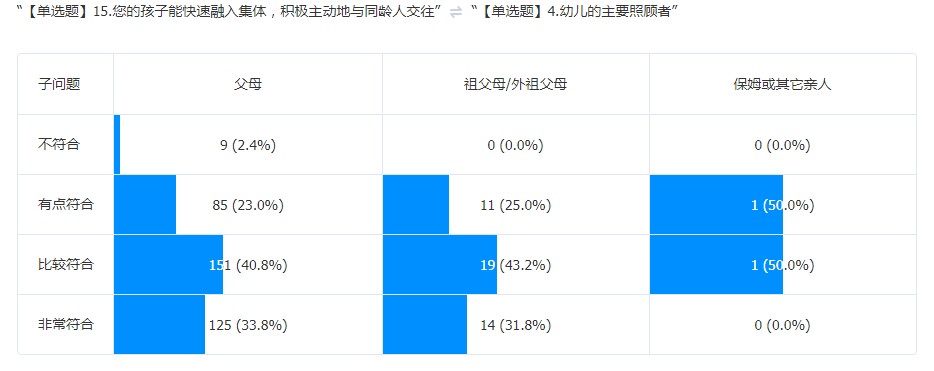 “【单选题】15.您的孩子能快速融入集体，积极主动地与同龄人交往” ⇌ “【单选题】4.幼儿的主要照顾者”
子问题 父母 祖父母/外祖父母 保姆或其它亲人
不符合 9 (2.4%) 0 (0.0%) 0 (0.0%)
有点符合 85 (23.0%) 11 (25.0%) 1 (50.0%)
比较符合 151 (40.8%) 19 (43.2%) 1 (50.0%)
非常符合 125 (33.8%) 14 (31.8%) 0 (0.0%)